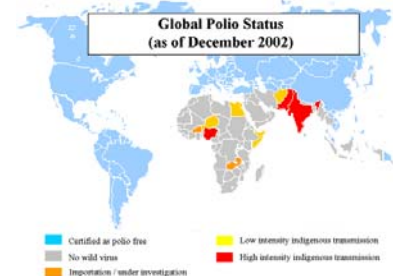 Global Polio Status
(as of December 2002)
Certified as polio free
No wild virus
Importation / under investigation
Low intensity indigenous transmission
High intensity indigenous transmission